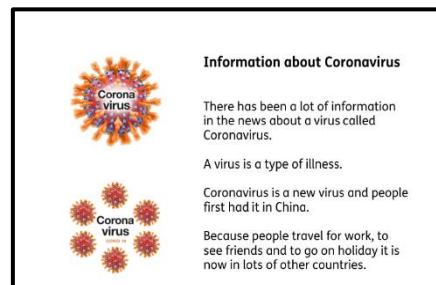 Information about Coronavirus
Corona
virus
There has been a lot of information
in the news about a virus called
Coronavirus.
A virus is a type of illness.
Corona
virus
COVID 19
Coronavirus is a new virus and people
first had it in China.
Because people travel for work, to
see friends and to go on holiday it is
now in lots of other countries.